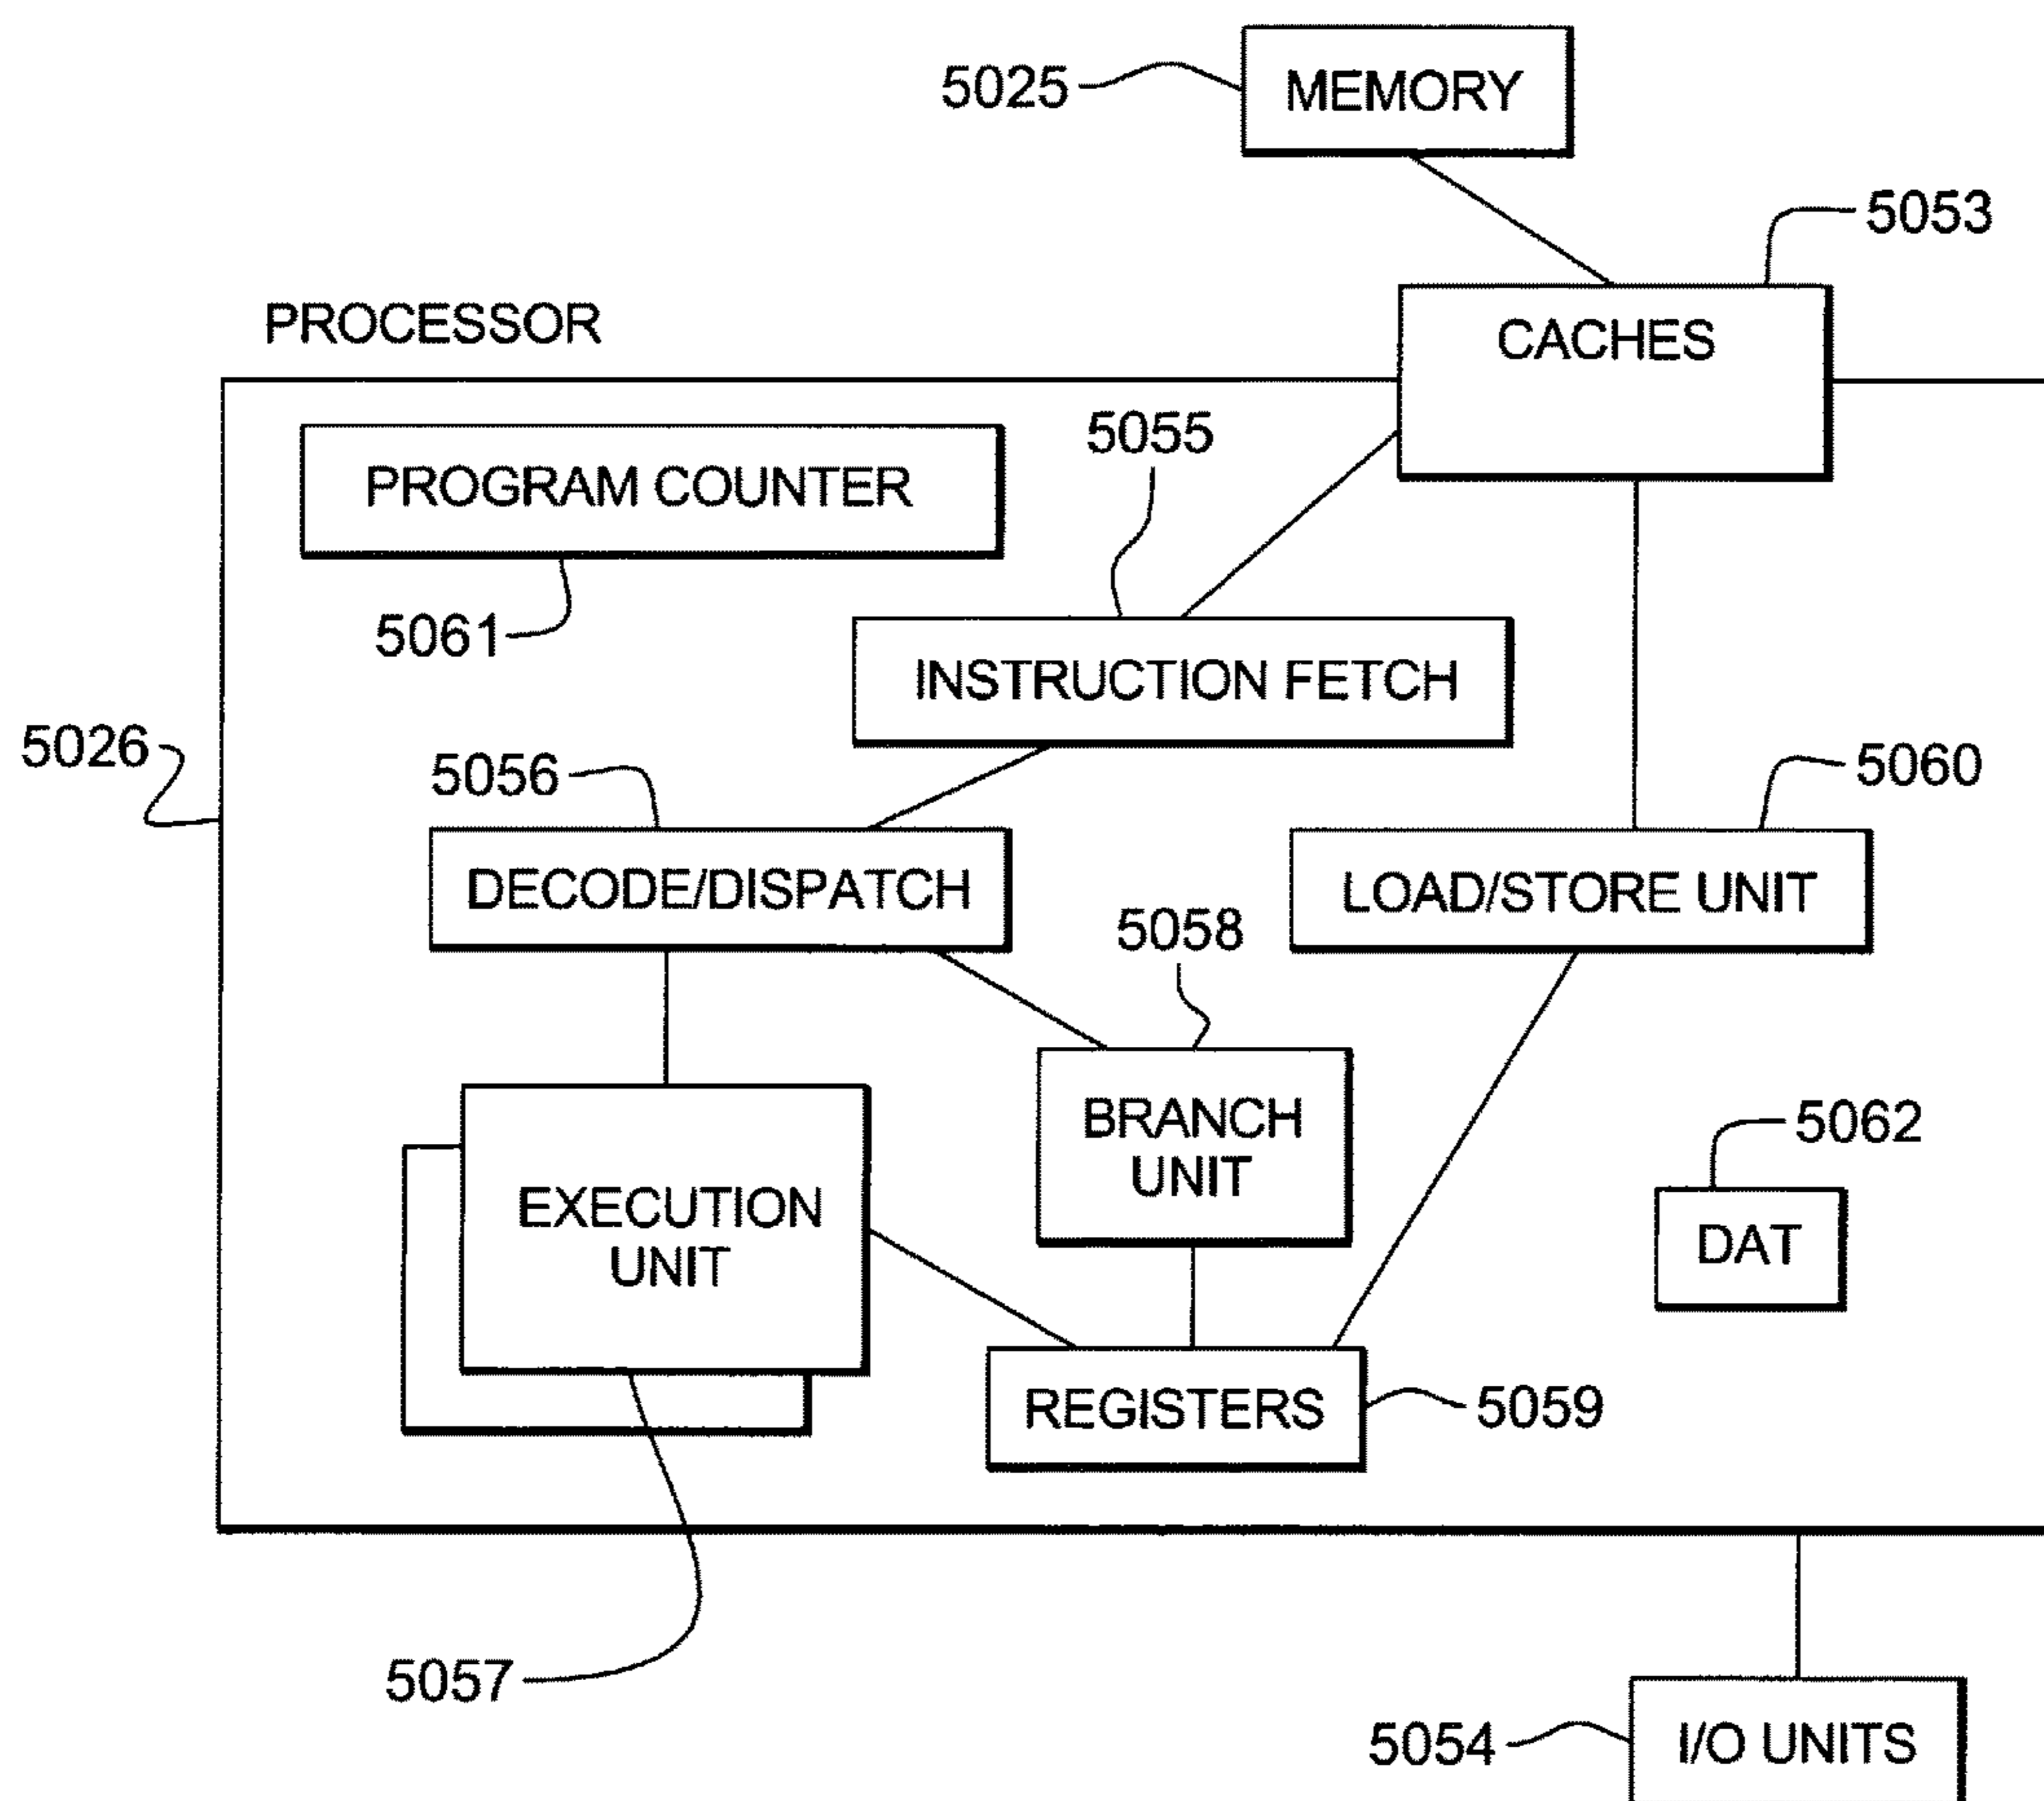 MEMORY
5025
5053
CACHES
PROCESSOR
5055
PROGRAM COUNTER
5061
INSTRUCTION FETCH
5026
5056
5060
DECODE/DISPATCH
LOAD/STORE UNIT
5058
BRANCH
UNIT
5062
EXECUTION
UNIT
DAT
REGISTERS
5059
5057
5054
I/O UNITS